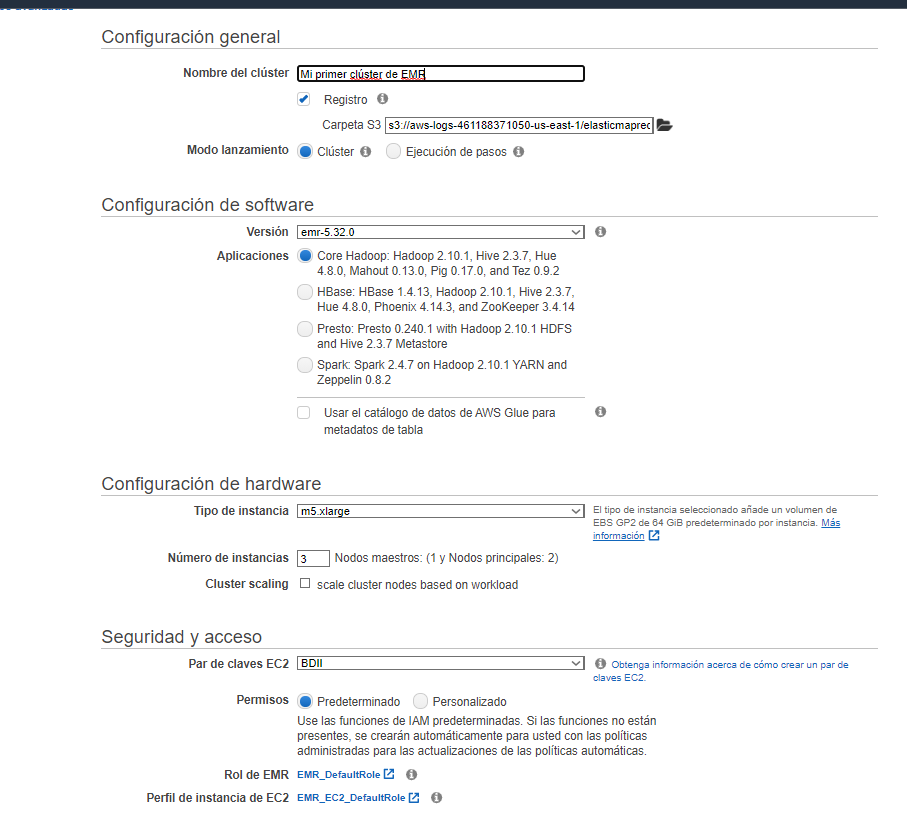 Configuración general
Nombre del clúster Mi primer clúster de EMR
Registro
Carpeta S3 s3://aws-logs-461188371050-us-east-1/elasticmaprec
Modo lanzamiento Clúster Ejecución de pasos
Configuración de software
Versión emr-5.32.0
Aplicaciones Core Hadoop: Hadoop 2.10.1, Hive 2.3.7, Hue
4.8.0, Mahout 0.13.0, Pig 0.17.0, and Tez 0.9.2
HBase: HBase 1.4.13, Hadoop 2.10.1, Hive 2.3.7,
Hue 4.8.0, Phoenix 4.14.3, and ZooKeeper 3.4.14
Presto: Presto 0.240.1 with Hadoop 2.10.1 HDFS
and Hive 2.3.7 Metastore
Spark: Spark 2.4.7 on Hadoop 2.10.1 YARN and
Zeppelin 0.8.2
Usar el catálogo de datos de AWS Glue para
metadatos de tabla
Configuración de hardware
Tipo de instancia m5.xlarge
El tipo de instancia seleccionado añade un volumen de
EBS GP2 de 64 GiB predeterminado por instancia. Más
información
Número de instancias 3 Nodos maestros: (1 y Nodos principales: 2)
Cluster scaling scale cluster nodes based on workload
Seguridad y acceso
Par de claves EC2 BDII
Obtenga información acerca de cómo crear un par de
claves EC2.
Permisos Predeterminado Personalizado
Use las funciones de IAM predeterminadas. Si las funciones no están
presentes, se crearán automáticamente para usted con las políticas
administradas para las actualizaciones de las políticas automáticas.
Rol de EMR EMR_DefaultRole
Perfil de instancia de EC2 EMR_EC2_DefaultRole